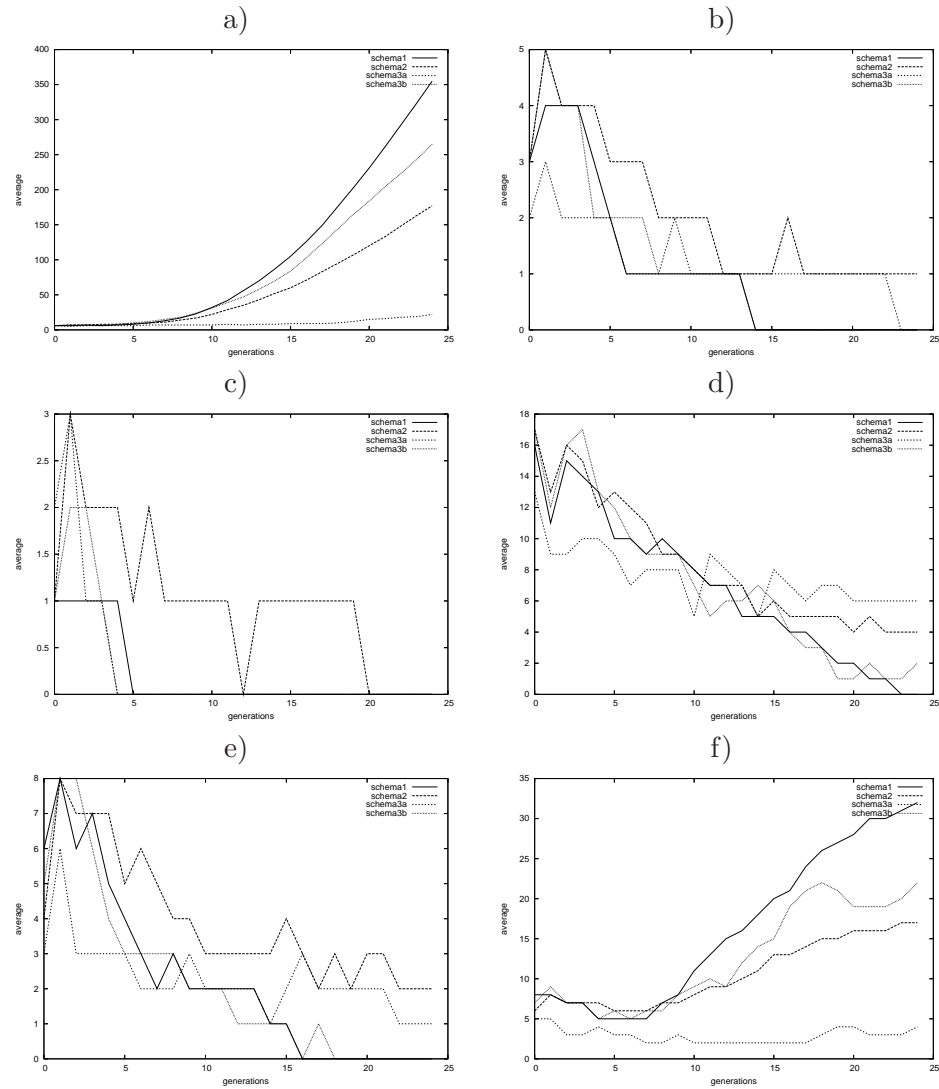 a)
400
350
300
250
200
150
100
50
0
average
0 5 10 15 20 25
generations
schema1
schema2
schema3a
schema3b
b)
5
4
3
2
1
0
average
0 5 10 15 20 25
generations
schema1
schema2
schema3a
schema3b
c)
3
2.5
2
1.5
1
0.5
0
average
0 5 10 15 20 25
generations
schema1
schema2
schema3a
schema3b
d)
18
16
14
12
10
8
6
4
2
0
average
0 5 10 15 20 25
generations
schema1
schema2
schema3a
schema3b
e)
8
7
6
5
4
3
2
1
0
average
0 5 10 15 20 25
generations
schema1
schema2
schema3a
schema3b
f)
35
30
25
20
15
10
5
0
average
0 5 10 15 20 25
generations
schema1
schema2
schema3a
schema3b